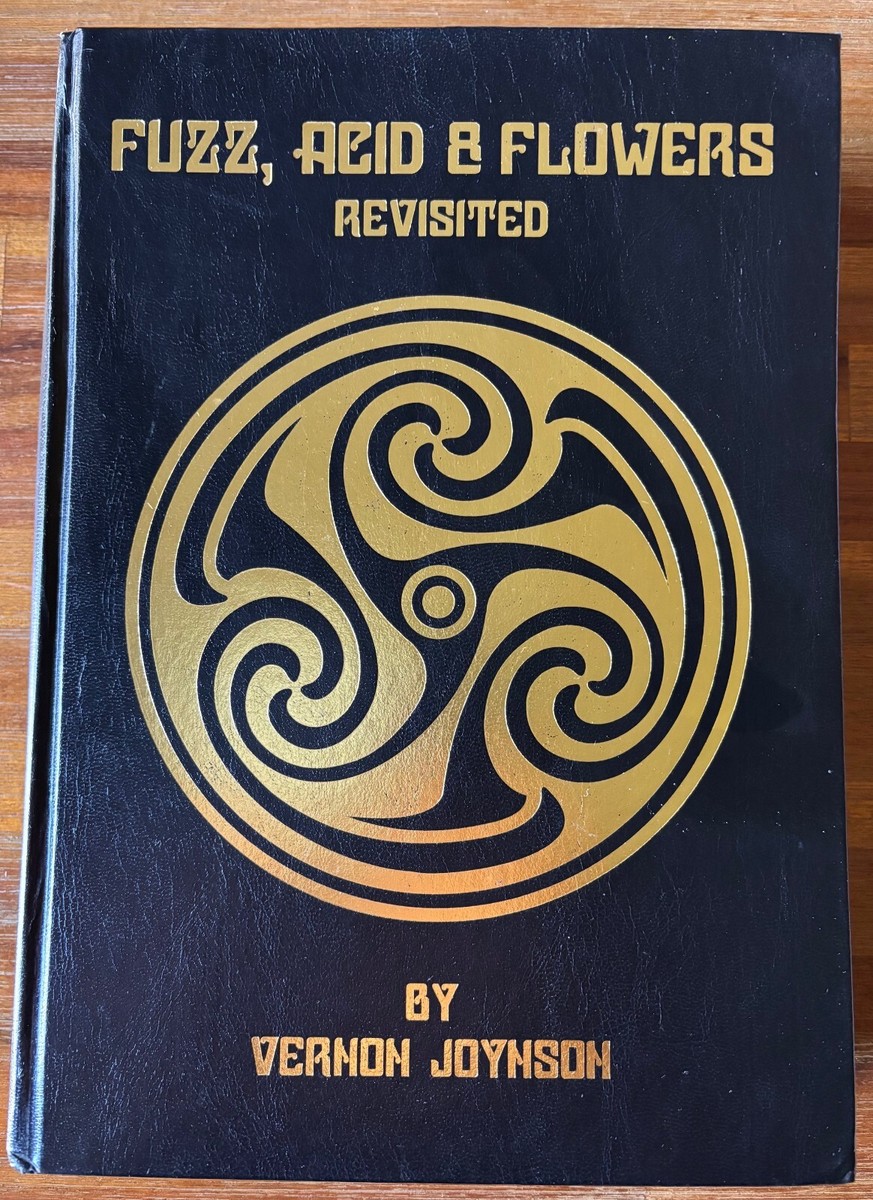 FUZZ, ACID & FLOWERS
REVISITED
BY
VERNON JOYNSON